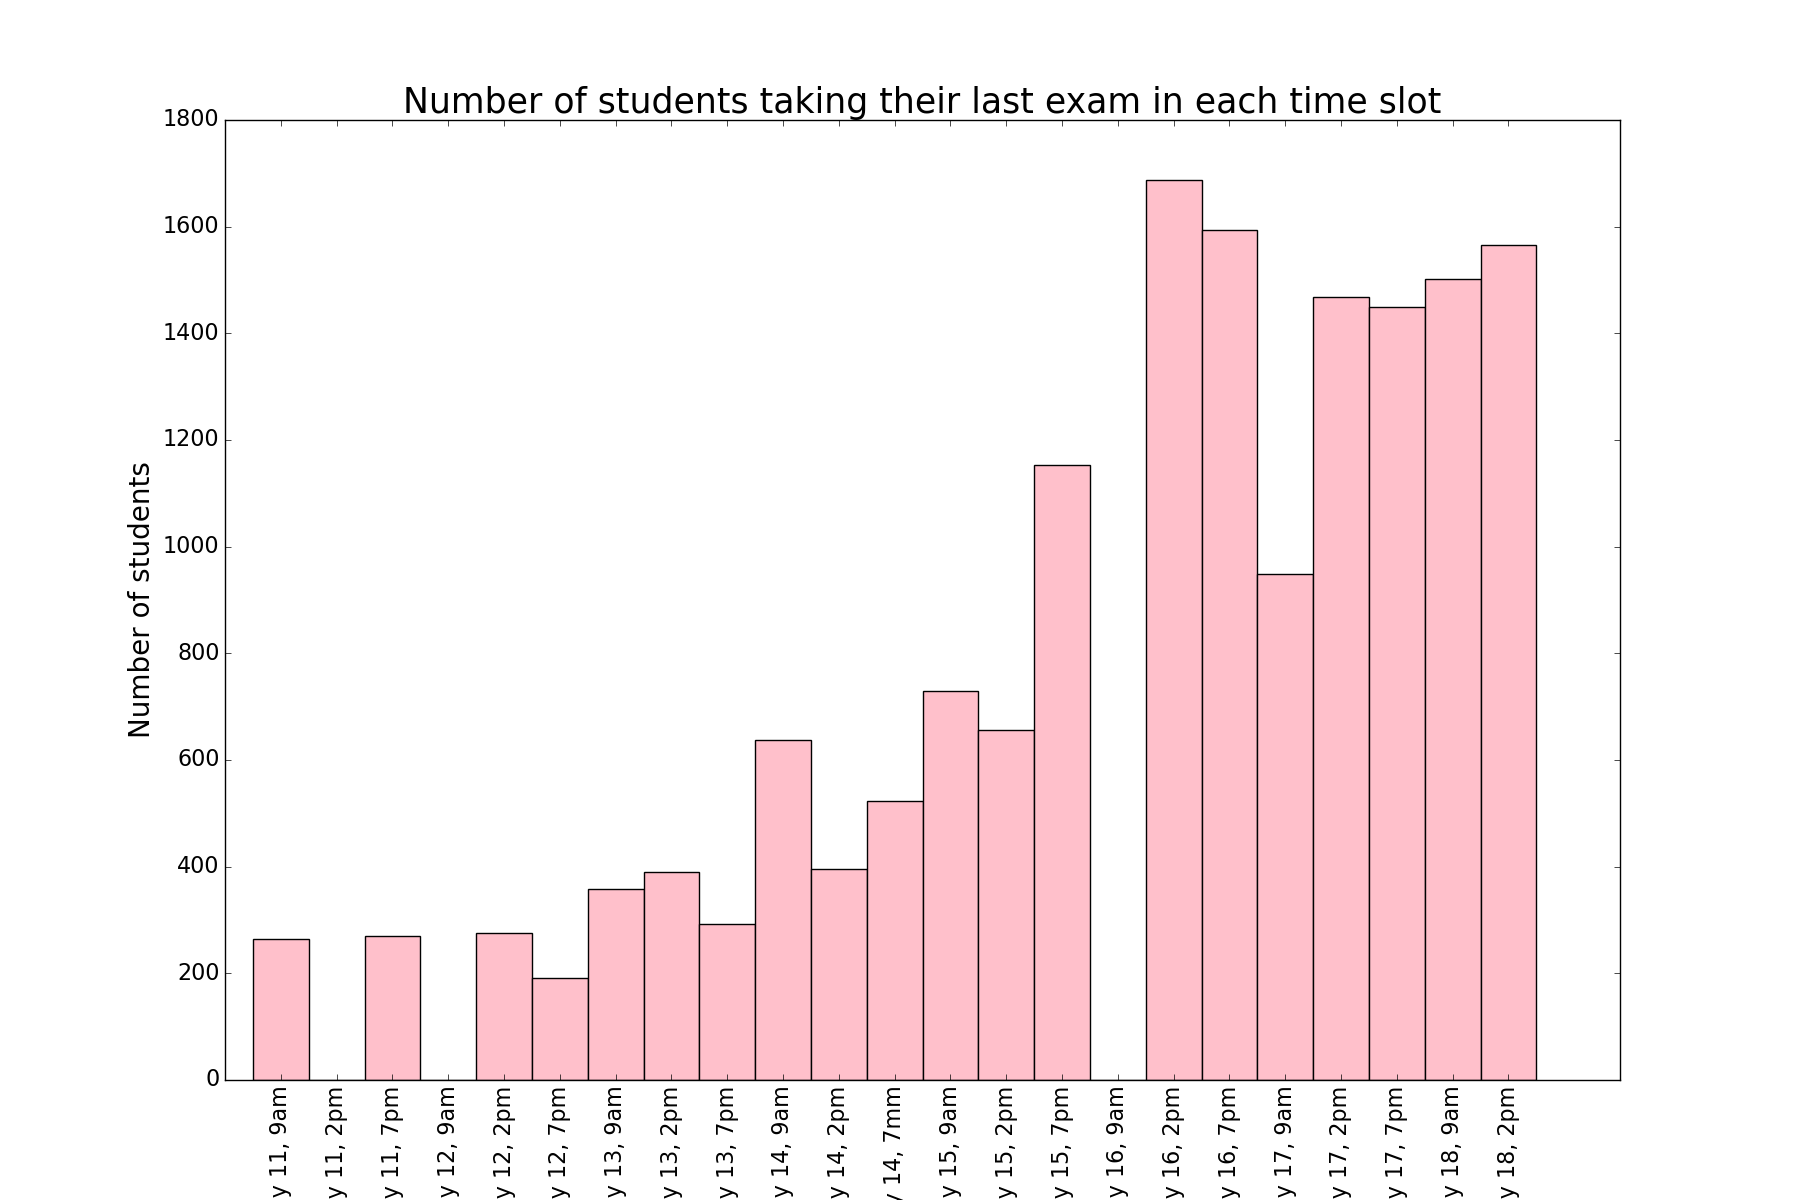 Number of students taking their last exam in each time slot
Number of students
1800
1600
1400
1200
1000
800
600
400
200
0
y 11, 9am
y 11, 2pm
y 11, 7pm
y 12, 9am
y 12, 2pm
y 12, 7pm
y 13, 9am
y 13, 2pm
y 13, 7pm
y 14, 9am
y 14, 2pm
y 14, 7mm
y 15, 9am
y 15, 2pm
y 15, 7pm
y 16, 9am
y 16, 2pm
y 16, 7pm
y 17, 9am
y 17, 2pm
y 17, 7pm
y 18, 9am
y 18, 2pm